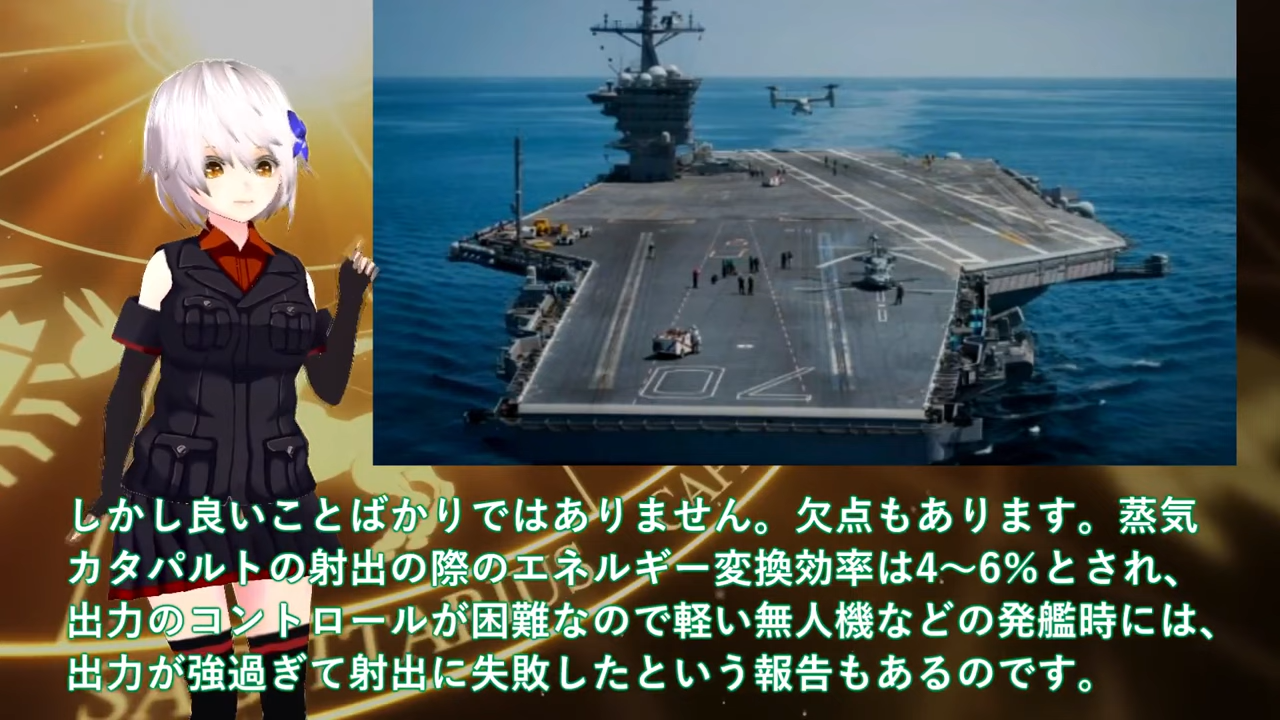 70
しかし良いことばかりではありません。欠点もあります。蒸気
カタパルトの射出の際のエネルギー変換効率は4～6％とされ、
出力のコントロールが困難なので軽い無人機などの発艦時には、
出力が強過ぎて射出に失敗したという報告もあるのです。